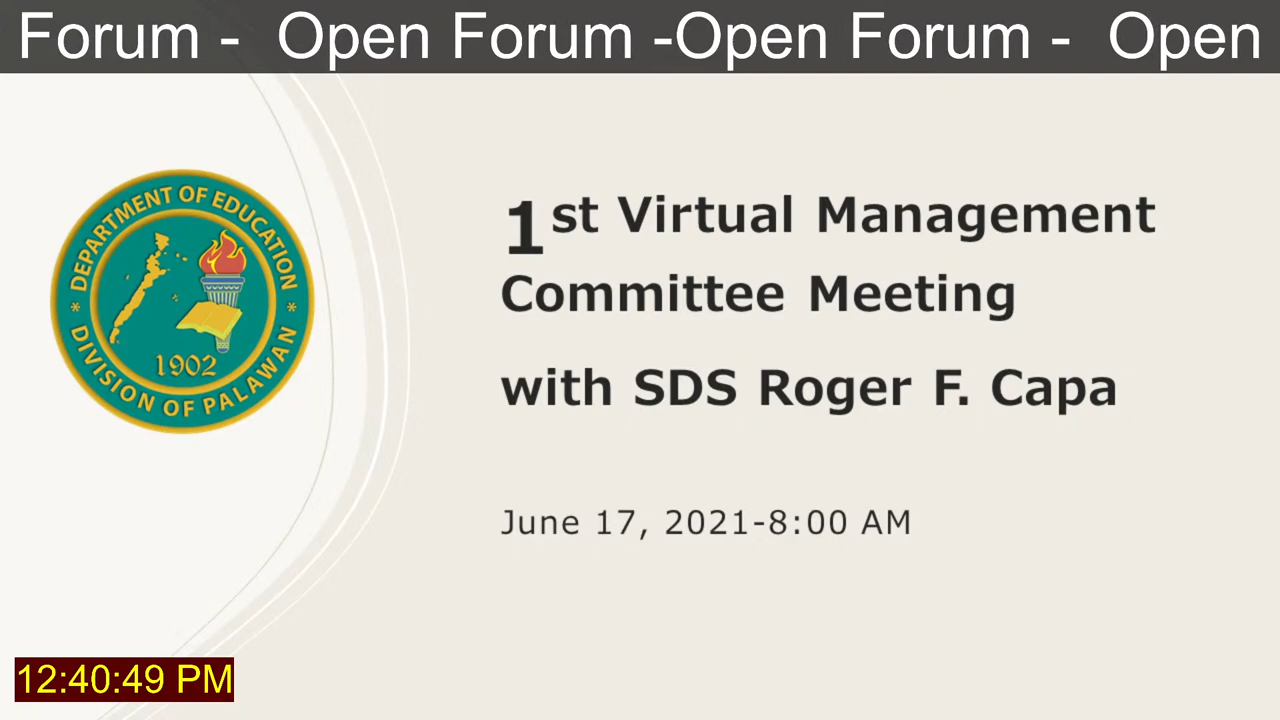 Forum -  Open Forum -Open Forum -  Open
1st Virtual Management
Committee Meeting
with SDS Roger F. Capa
June 17, 2021-8:00 AM
* DEPARTMENT OF EDUCATION *
1902
DIVISION OF PALAWAN
12:40:49 PM